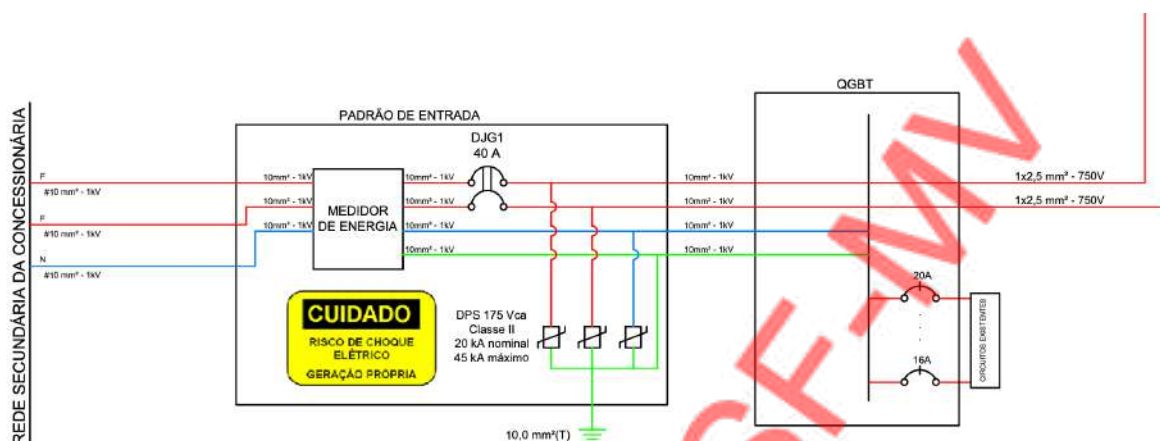 REDE SECUNDÁRIA DA CONCESSIONÁRIA
PADRÃO DE ENTRADA
QGBT
DJG1
40 A
F
#10 mm² - 1kV
F
#10 mm² - 1kV
N
#10 mm² - 1kV
10mm² - 1kV
10mm² - 1kV
10mm² - 1kV
MEDIDOR
DE ENERGIA
10mm² - 1kV
10mm² - 1kV
10mm² - 1kV
10mm² - 1kV
10mm² - 1kV
10mm² - 1kV
10mm² - 1kV
10mm² - 1kV
1x2,5 mm² - 750V
1x2,5 mm² - 750V
CUIDADO
RISCO DE CHOQUE
ELÉTRICO
GERAÇÃO PROPRIA
DPS 175 Vca
Classe II
20 kA nominal
45 kA máximo
10,0 mm²(T)
20A
16A
CIRCUITOS EXISTENTES
SF-MV